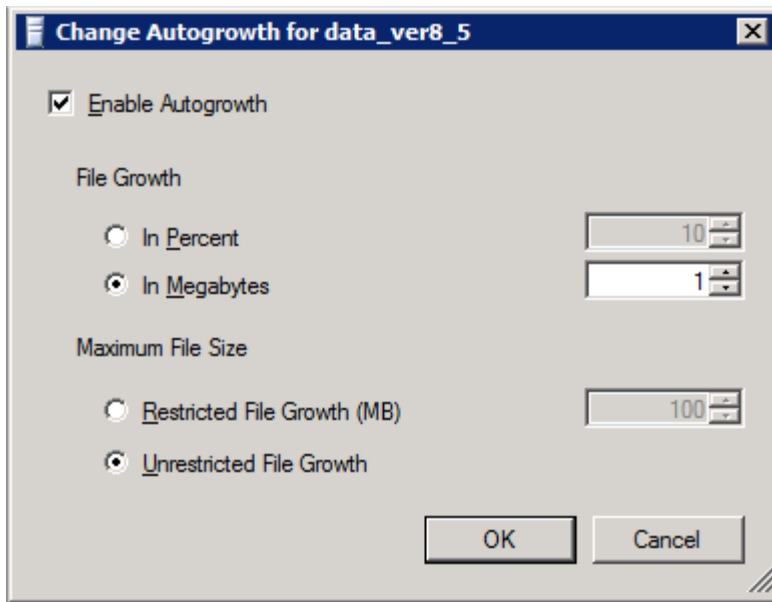 Change Autogrowth for data_ver8_5
Enable Autogrowth
File Growth
In Percent 10
In Megabytes 1
Maximum File Size
Restricted File Growth (MB) 100
Unrestricted File Growth
OK Cancel